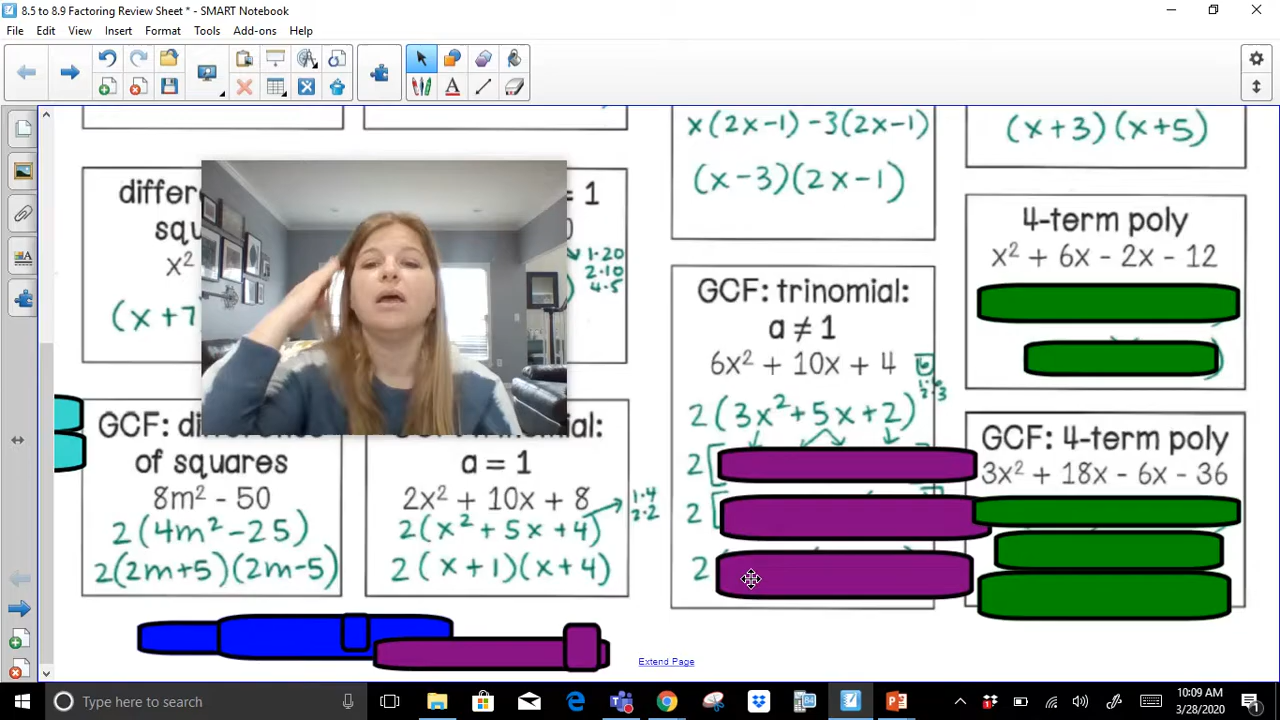 8.5 to 8.9 Factoring Review Sheet * - SMART Notebook
File Edit View Insert Format Tools Add-ons Help
x(2x-1) -3(2x-1)
(x-3)(2x-1)
(x+3)(x+5)
differ
squ
x²
(x+7
= 1
1·20
2·10
4·5
GCF: trinomial:
a ≠ 1
6x² + 10x + 4
6
2·3
2(3x²+5x+2)
2[
2[
2
4-term poly
x² + 6x - 2x - 12
GCF: 4-term poly
3x² + 18x - 6x - 36
GCF: di
of squares
8m² - 50
2(4m²-25)
2(2m+5)(2m-5)
al:
a = 1
2x² + 10x + 8
1·4
2·2
2(x²+5x+4)
2(x+1)(x+4)
Extend Page
Type here to search
10:09 AM
3/28/2020